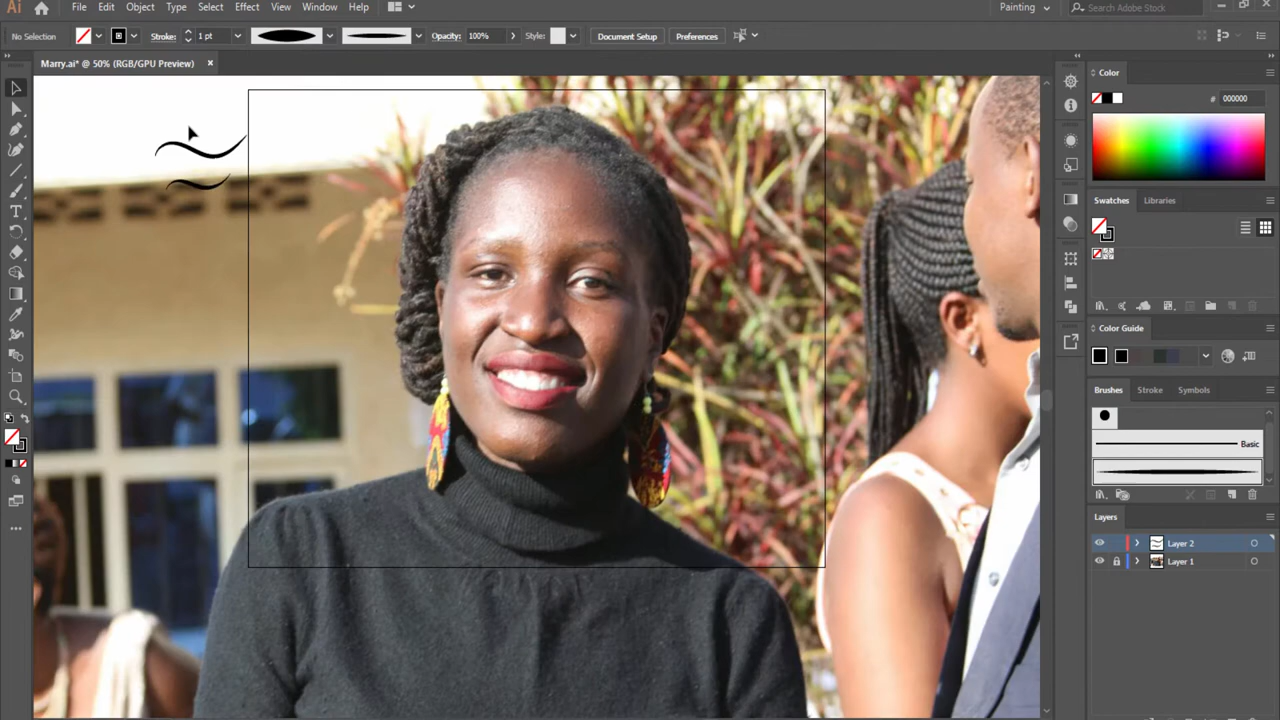 Ai File Edit Object Type Select Effect View Window Help Painting Search Adobe Stock
No Selection Stroke: 1 pt Opacity: 100% Style: Document Setup Preferences
Marry.ai* @ 50% (RGB/GPU Preview) ×
Color
# 000000
Swatches Libraries
Color Guide
Brushes Stroke Symbols
Basic
Layers
Layer 2
Layer 1